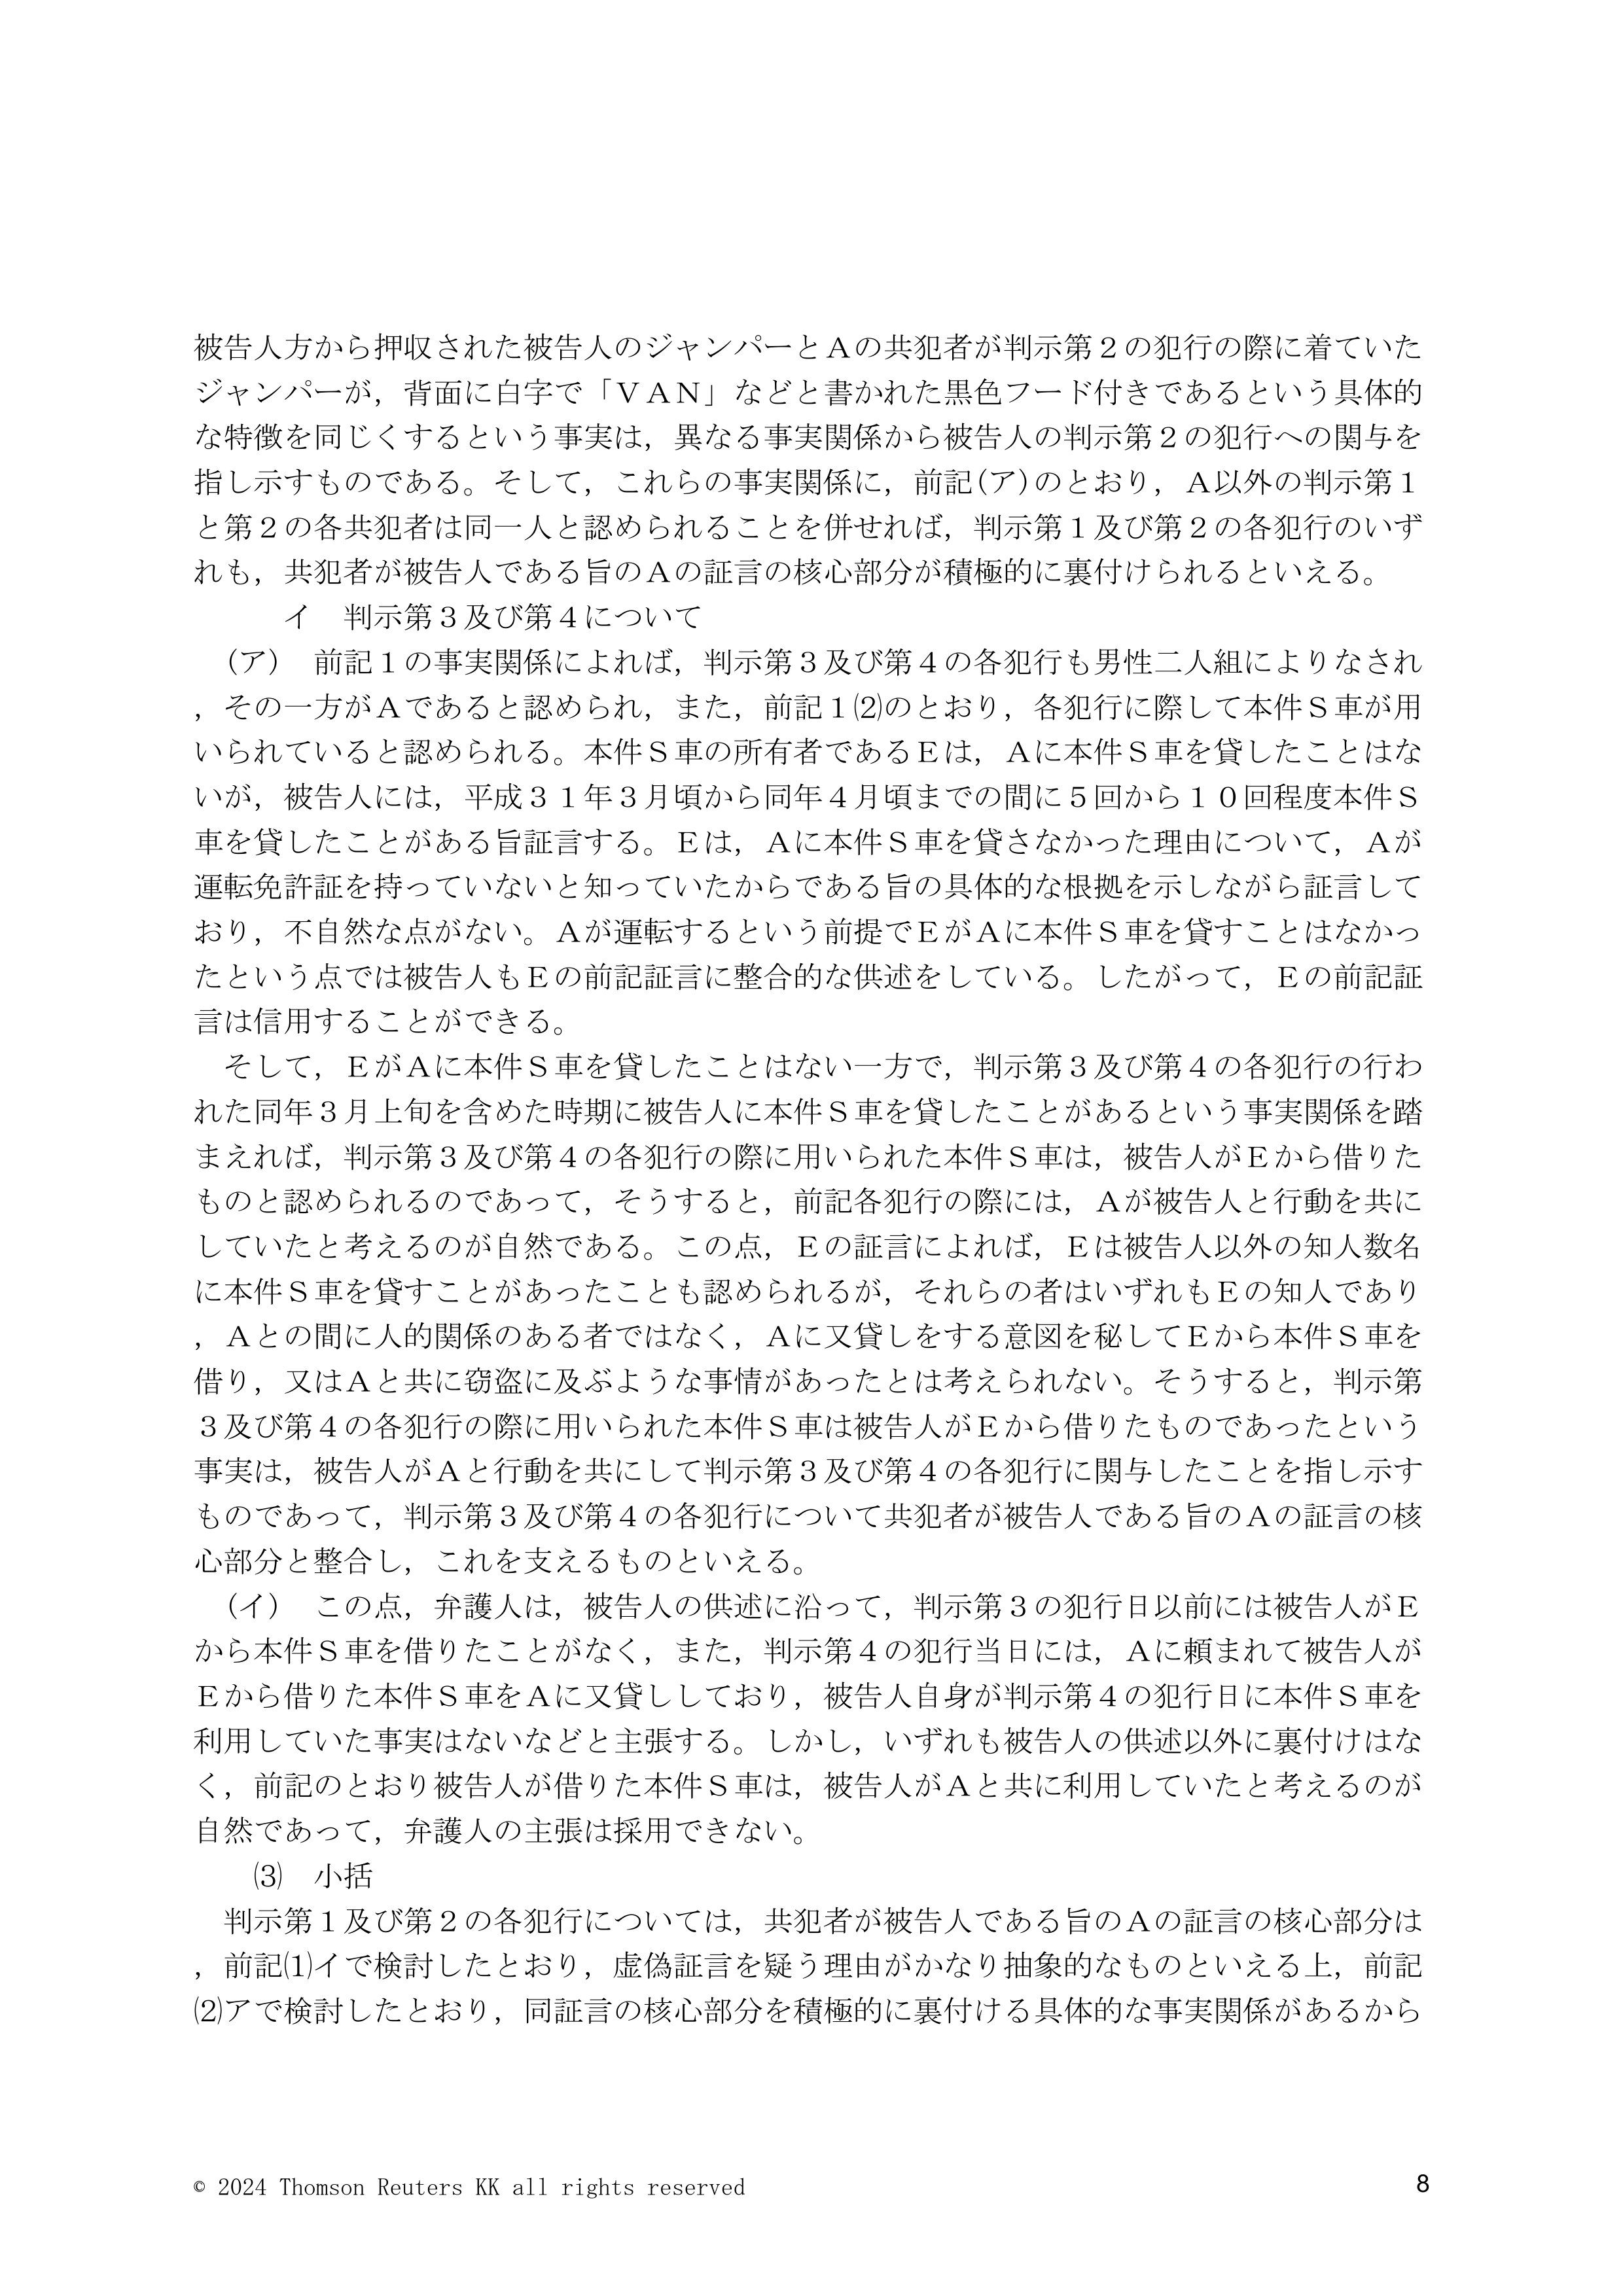 被告人方から押収された被告人のジャンパーとＡの共犯者が判示第２の犯行の際に着ていた
ジャンパーが，背面に白字で「ＶＡＮ」などと書かれた黒色フード付きであるという具体的
な特徴を同じくするという事実は，異なる事実関係から被告人の判示第２の犯行への関与を
指し示すものである。そして，これらの事実関係に，前記(ア)のとおり，Ａ以外の判示第１
と第２の各共犯者は同一人と認められることを併せれば，判示第１及び第２の各犯行のいず
れも，共犯者が被告人である旨のＡの証言の核心部分が積極的に裏付けられるといえる。
　　　イ　判示第３及び第４について
　(ア)　前記１の事実関係によれば，判示第３及び第４の各犯行も男性二人組によりなされ
，その一方がＡであると認められ，また，前記１⑵のとおり，各犯行に際して本件Ｓ車が用
いられていると認められる。本件Ｓ車の所有者であるＥは，Ａに本件Ｓ車を貸したことはな
いが，被告人には，平成３１年３月頃から同年４月頃までの間に５回から１０回程度本件Ｓ
車を貸したことがある旨証言する。Ｅは，Ａに本件Ｓ車を貸さなかった理由について，Ａが
運転免許証を持っていないと知っていたからである旨の具体的な根拠を示しながら証言して
おり，不自然な点がない。Ａが運転するという前提でＥがＡに本件Ｓ車を貸すことはなかっ
たという点では被告人もＥの前記証言に整合的な供述をしている。したがって，Ｅの前記証
言は信用することができる。
　そして，ＥがＡに本件Ｓ車を貸したことはない一方で，判示第３及び第４の各犯行の行わ
れた同年３月上旬を含めた時期に被告人に本件Ｓ車を貸したことがあるという事実関係を踏
まえれば，判示第３及び第４の各犯行の際に用いられた本件Ｓ車は，被告人がＥから借りた
ものと認められるのであって，そうすると，前記各犯行の際には，Ａが被告人と行動を共に
していたと考えるのが自然である。この点，Ｅの証言によれば，Ｅは被告人以外の知人数名
に本件Ｓ車を貸すことがあったことも認められるが，それらの者はいずれもＥの知人であり
，Ａとの間に人的関係のある者ではなく，Ａに又貸しをする意図を秘してＥから本件Ｓ車を
借り，又はＡと共に窃盗に及ぶような事情があったとは考えられない。そうすると，判示第
３及び第４の各犯行の際に用いられた本件Ｓ車は被告人がＥから借りたものであったという
事実は，被告人がＡと行動を共にして判示第３及び第４の各犯行に関与したことを指し示す
ものであって，判示第３及び第４の各犯行について共犯者が被告人である旨のＡの証言の核
心部分と整合し，これを支えるものといえる。
　(イ)　この点，弁護人は，被告人の供述に沿って，判示第３の犯行日以前には被告人がＥ
から本件Ｓ車を借りたことがなく，また，判示第４の犯行当日には，Ａに頼まれて被告人が
Ｅから借りた本件Ｓ車をＡに又貸ししており，被告人自身が判示第４の犯行日に本件Ｓ車を
利用していた事実はないなどと主張する。しかし，いずれも被告人の供述以外に裏付けはな
く，前記のとおり被告人が借りた本件Ｓ車は，被告人がＡと共に利用していたと考えるのが
自然であって，弁護人の主張は採用できない。
　　⑶　小括
　判示第１及び第２の各犯行については，共犯者が被告人である旨のＡの証言の核心部分は
，前記⑴イで検討したとおり，虚偽証言を疑う理由がかなり抽象的なものといえる上，前記
⑵アで検討したとおり，同証言の核心部分を積極的に裏付ける具体的な事実関係があるから
© 2024 Thomson Reuters KK all rights reserved
8